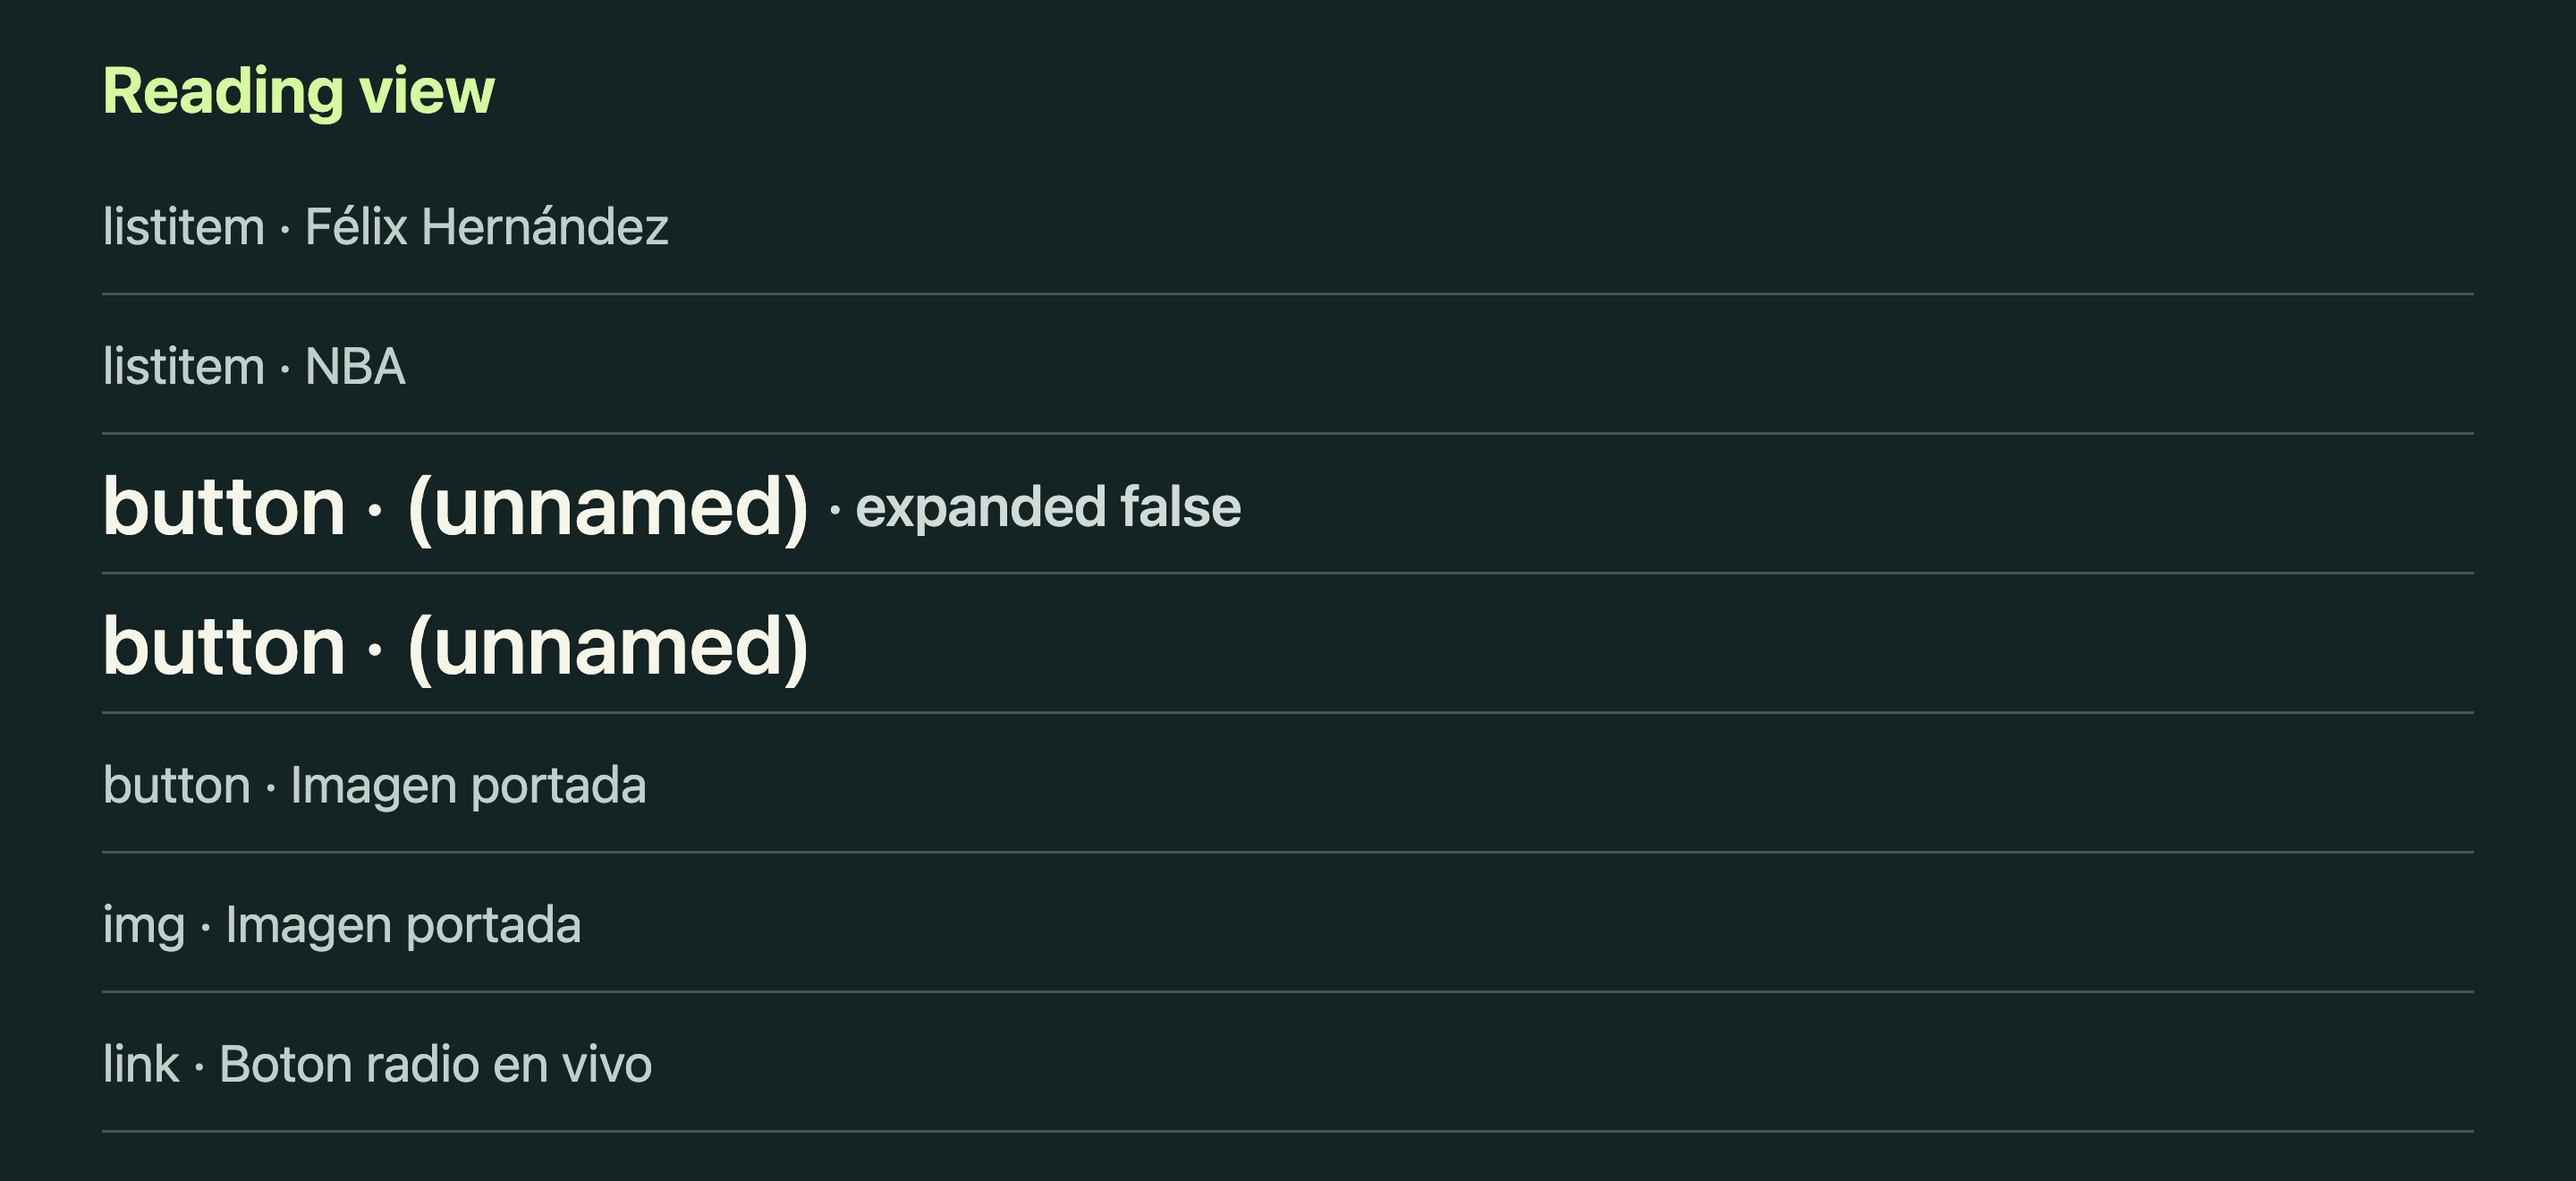 Reading view
listitem · Félix Hernández
listitem · NBA
button · (unnamed) · expanded false
button · (unnamed)
button · Imagen portada
img · Imagen portada
link · Boton radio en vivo